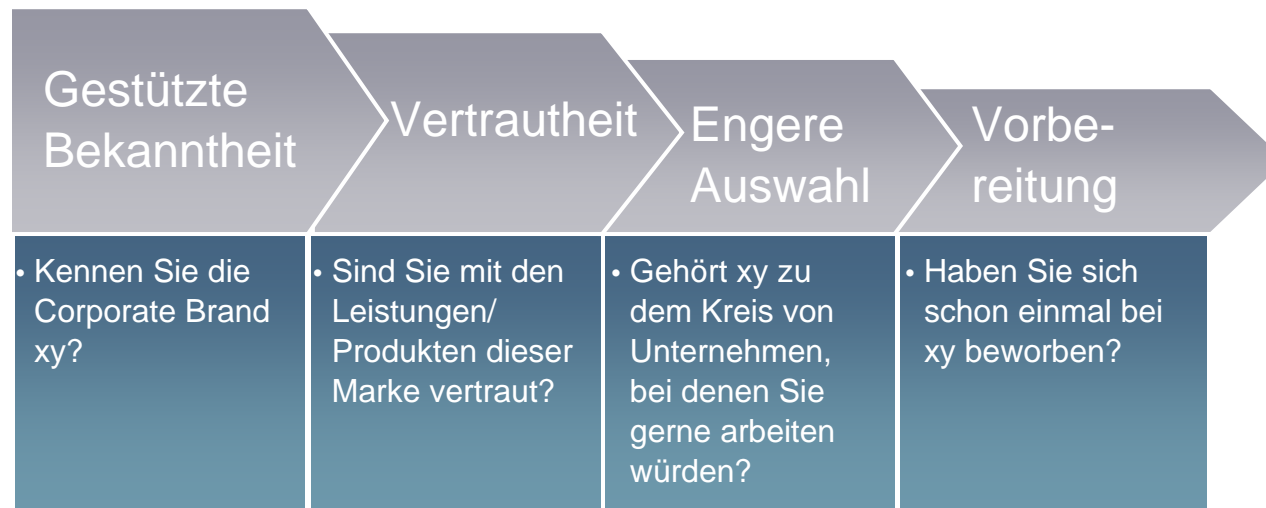 Gestützte
Bekanntheit
Vertrautheit
Engere
Auswahl
Vorbe-
reitung
• Kennen Sie die
Corporate Brand
xy?
• Sind Sie mit den
Leistungen/
Produkten dieser
Marke vertraut?
• Gehört xy zu
dem Kreis von
Unternehmen,
bei denen Sie
gerne arbeiten
würden?
• Haben Sie sich
schon einmal bei
xy beworben?